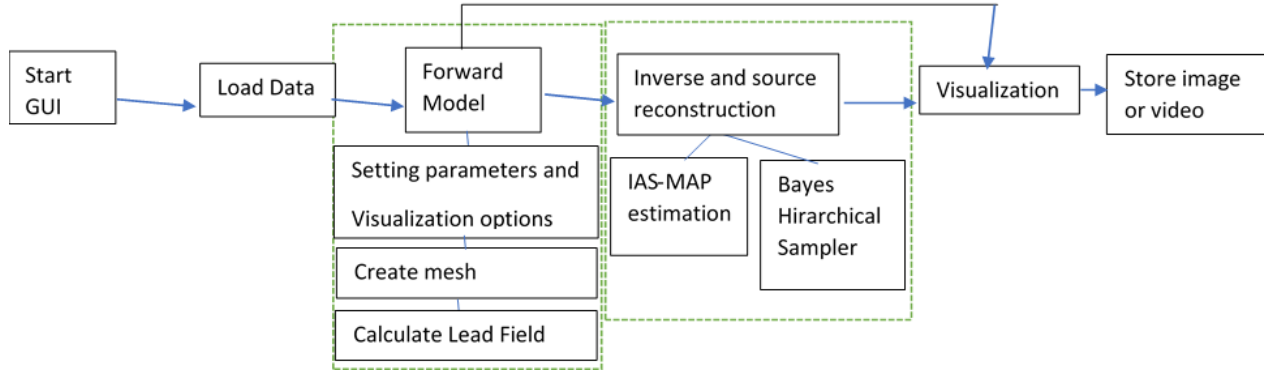 Start
GUI
Load Data
Forward
Model
Setting parameters and
Visualization options
Create mesh
Calculate Lead Field
Inverse and source
reconstruction
IAS-MAP
estimation
Bayes
Hirarchical
Sampler
Visualization
Store image
or video